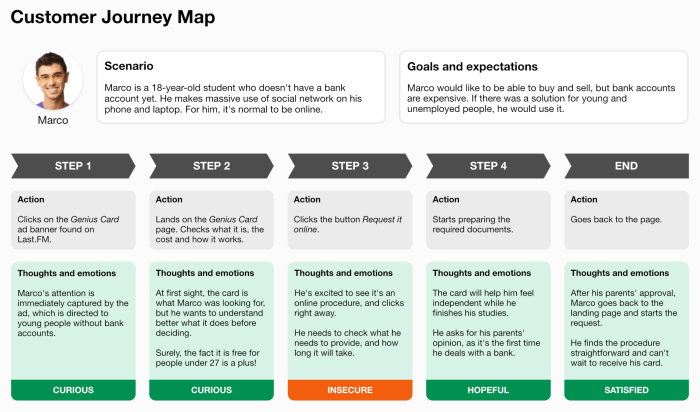 Customer Journey Map
Marco
Scenario
Marco is a 18-year-old student who doesn't have a bank
account yet. He makes massive use of social network on his
phone and laptop. For him, it's normal to be online.
Goals and expectations
Marco would like to be able to buy and sell, but bank accounts
are expensive. If there was a solution for young and
unemployed people, he would use it.
STEP 1
STEP 2
STEP 3
STEP 4
END
Action
Clicks on the Genius Card
ad banner found on
Last.FM.
Action
Lands on the Genius Card
page. Checks what it is, the
cost and how it works.
Action
Clicks the button Request it
online.
Action
Starts preparing the
required documents.
Action
Goes back to the page.
Thoughts and emotions
Marco's attention is
immediately captured by the
ad, which is directed to
young people without bank
accounts.
CURIOUS
Thoughts and emotions
At first sight, the card is
what Marco was looking for,
but he wants to understand
better what it does before
deciding.
Surely, the fact it is free for
people under 27 is a plus!
CURIOUS
Thoughts and emotions
He's excited to see it's an
online procedure, and clicks
right away.
He needs to check what he
needs to provide, and how
long it will take.
INSECURE
Thoughts and emotions
The card will help him feel
independent while he
finishes his studies.
He asks for his parents'
opinion, as it's the first time
he deals with a bank.
HOPEFUL
Thoughts and emotions
After his parents' approval,
Marco goes back to the
landing page and starts the
request.
He finds the procedure
straightforward and can't
wait to receive his card.
SATISFIED